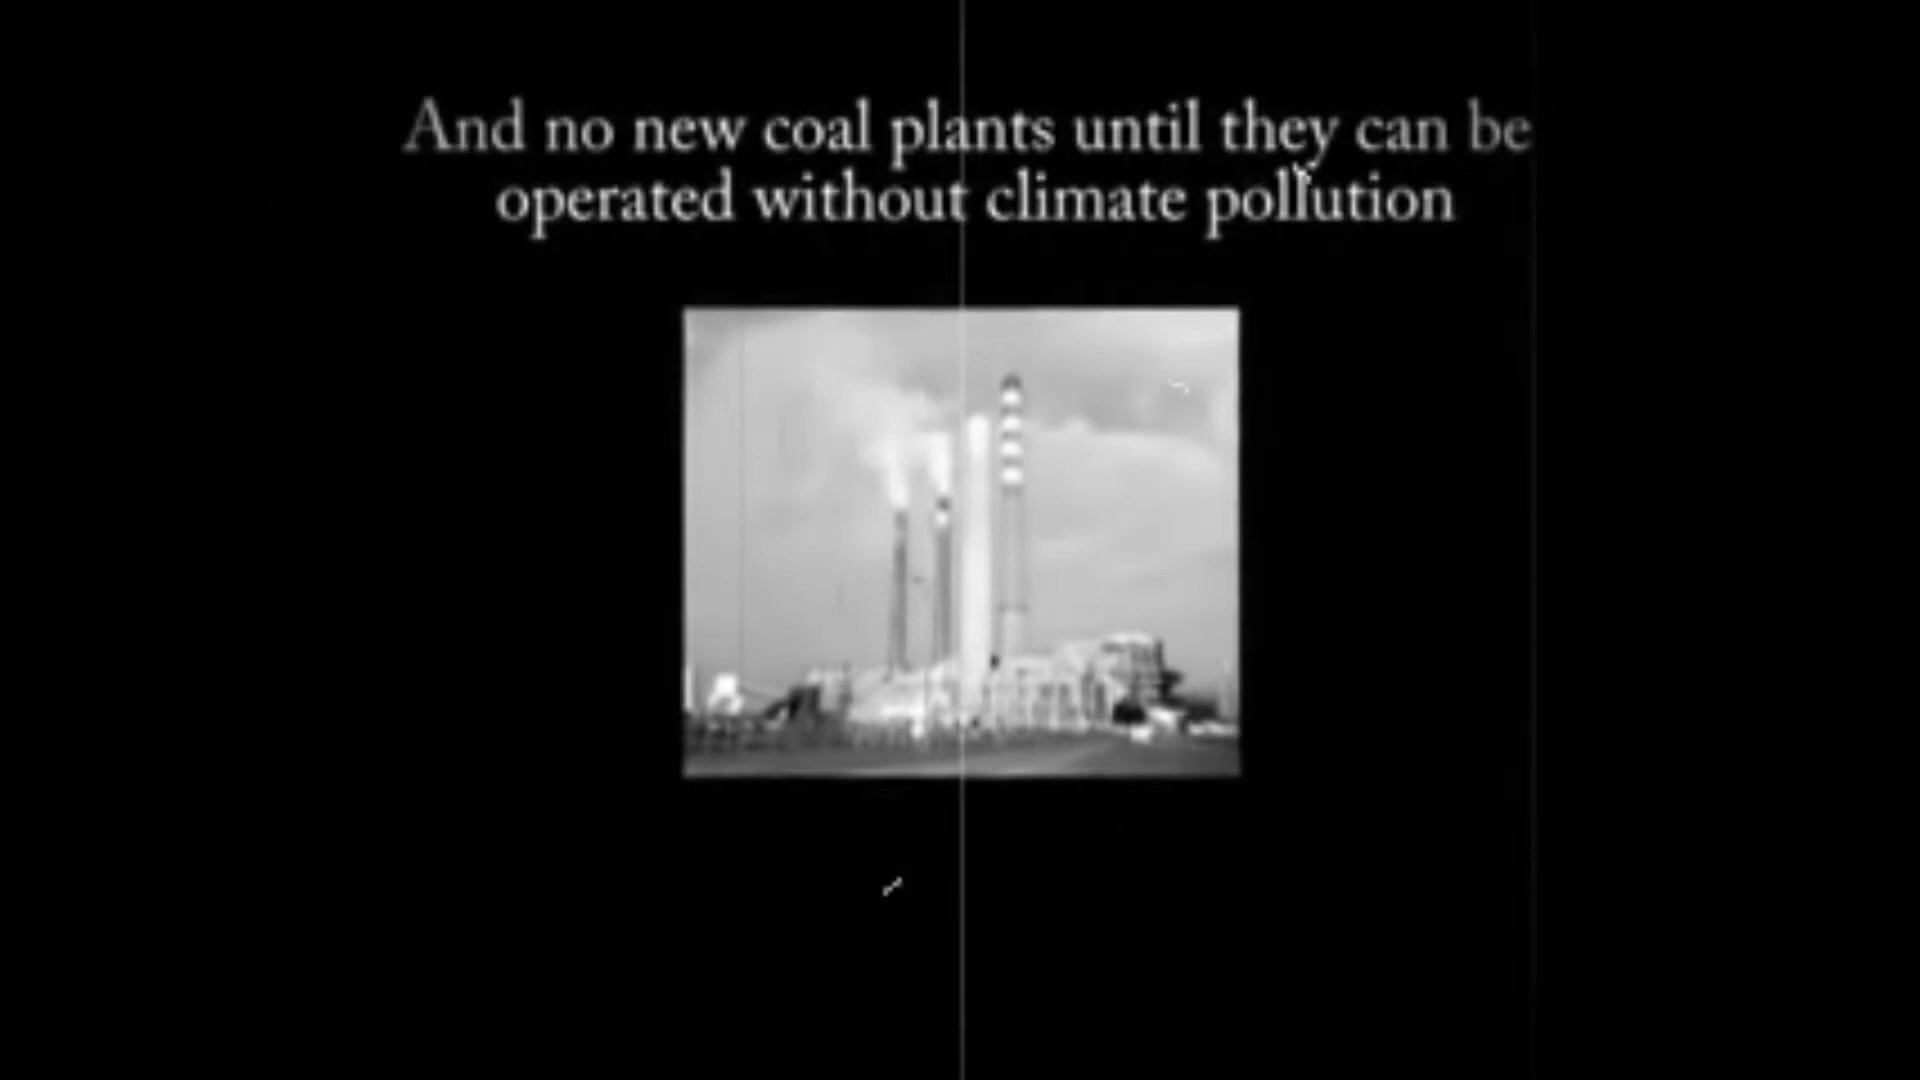 And no new coal plants until they can be
operated without climate pollution